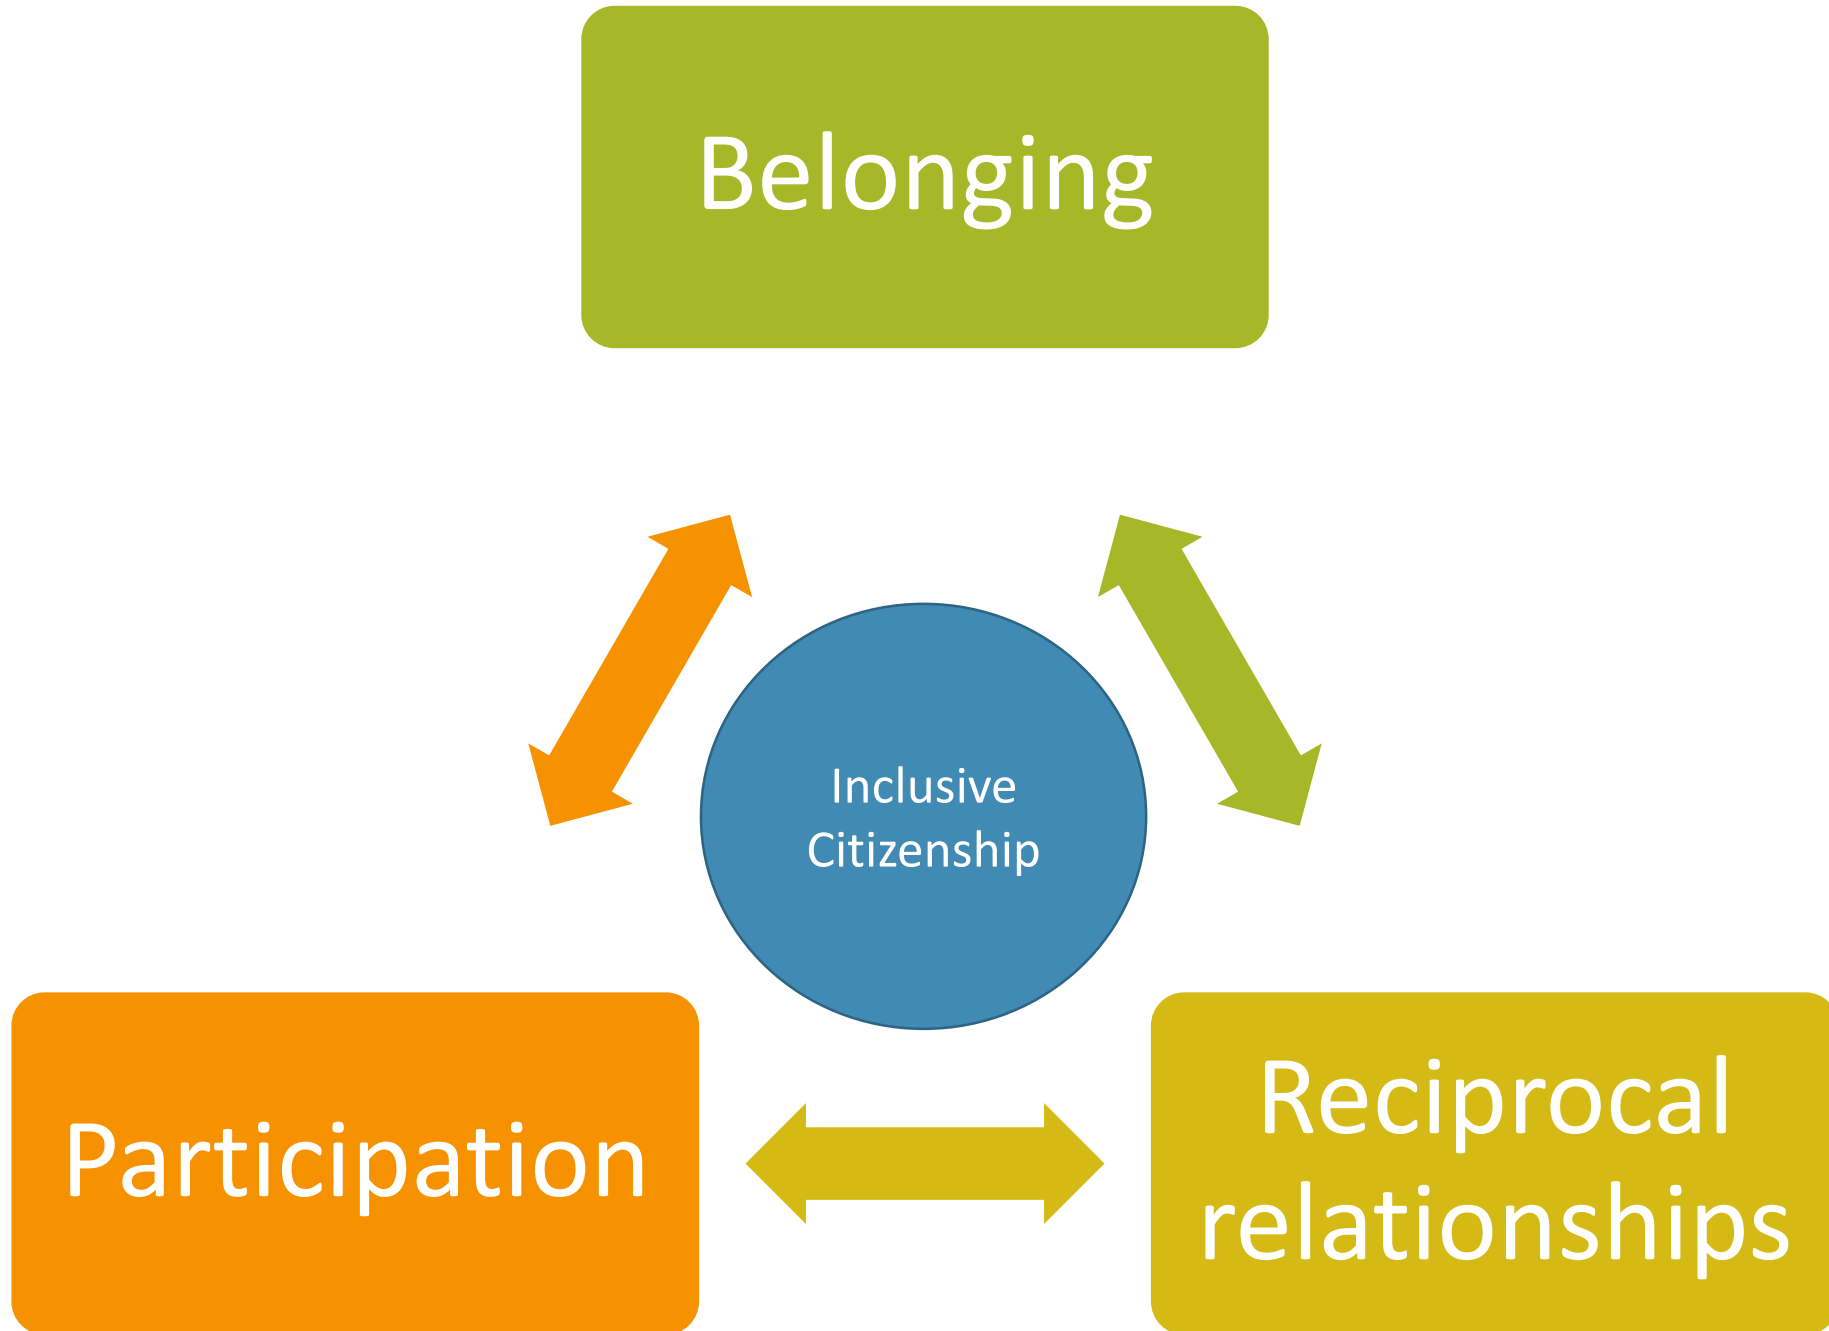 Belonging
Inclusive
Citizenship
Participation
Reciprocal
relationships